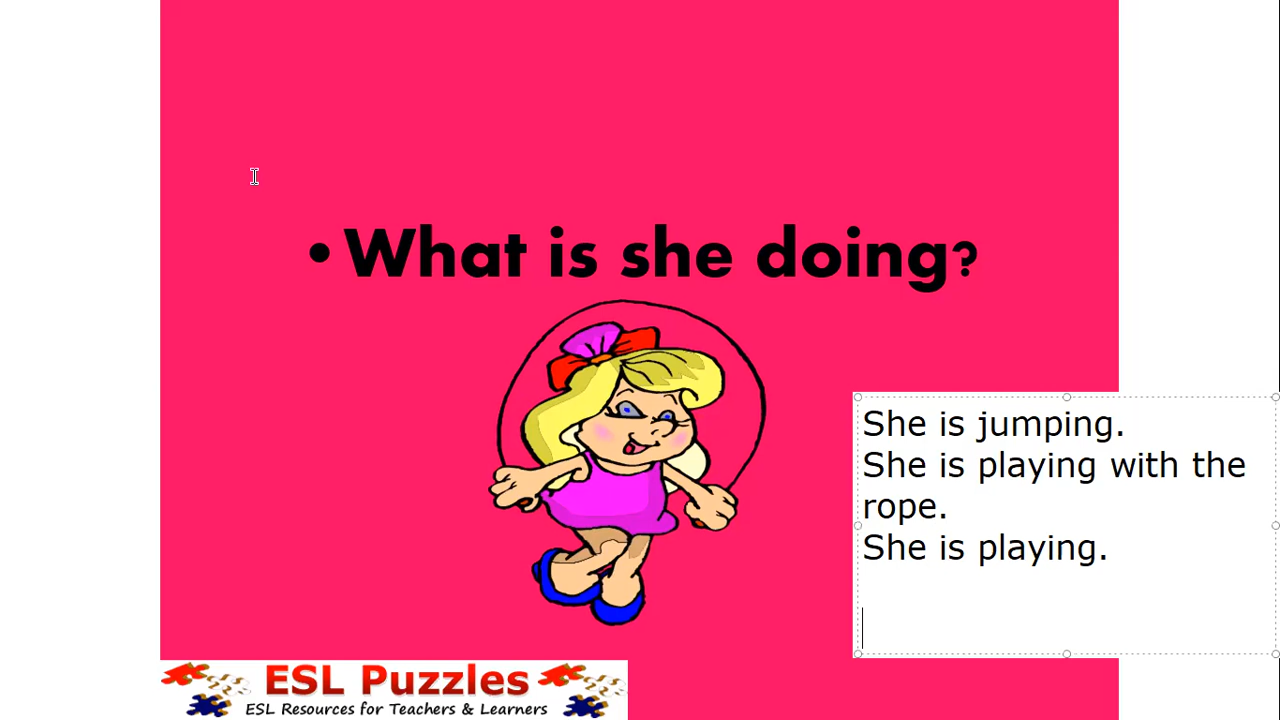 • What is she doing?
She is jumping.
She is playing with the
rope.
She is playing.
ESL Puzzles
ESL Resources for Teachers & Learners